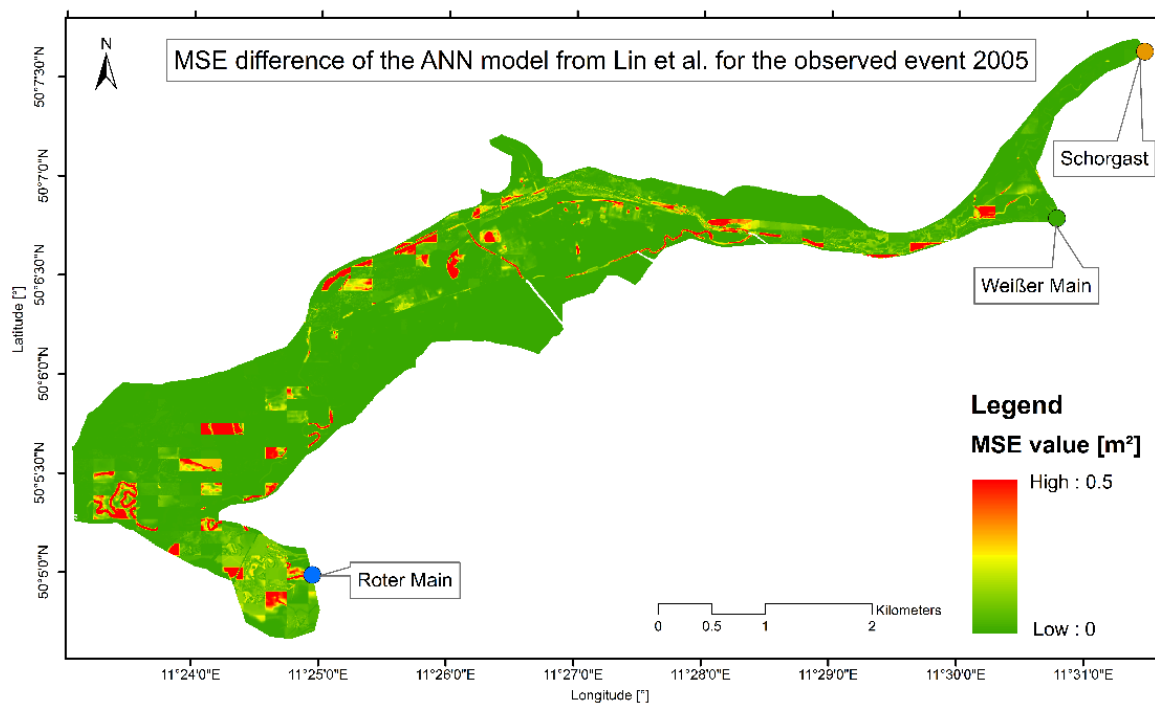 MSE difference of the ANN model from Lin et al. for the observed event 2005
N
50°7'30"N
50°7'0"N
50°6'30"N
50°6'0"N
50°5'30"N
50°5'0"N
Latitude [°]
Schorgast
Weißer Main
Roter Main
Legend
MSE value [m²]
High : 0.5
Low : 0
Kilometers
0 0.5 1 2
11°24'0"E 11°25'0"E 11°26'0"E 11°27'0"E 11°28'0"E 11°29'0"E 11°30'0"E 11°31'0"E
Longitude [°]